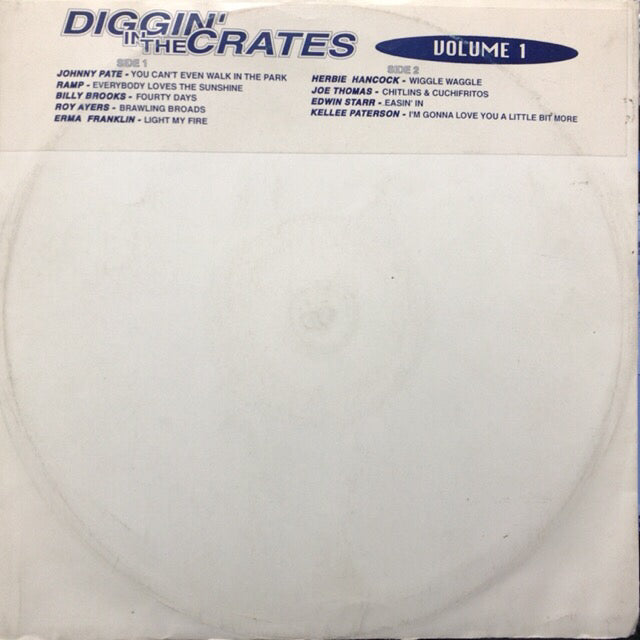 DIGGIN'
IN THE CRATES
VOLUME 1
SIDE 1
JOHNNY PATE - YOU CAN'T EVEN WALK IN THE PARK
RAMP - EVERYBODY LOVES THE SUNSHINE
BILLY BROOKS - FOURTY DAYS
ROY AYERS - BRAWLING BROADS
ERMA FRANKLIN - LIGHT MY FIRE
SIDE 2
HERBIE HANCOCK - WIGGLE WAGGLE
JOE THOMAS - CHITLINS & CUCHIFRITOS
EDWIN STARR - EASIN' IN
KELLEE PATERSON - I'M GONNA LOVE YOU A LITTLE BIT MORE